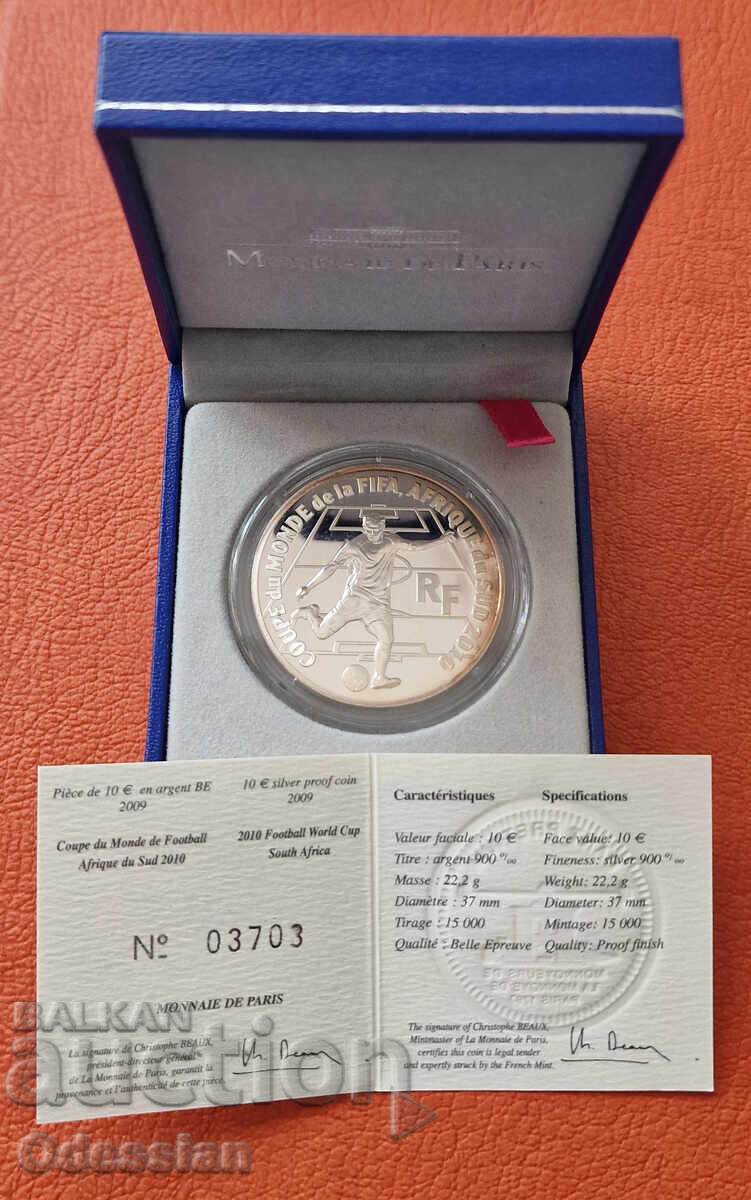 MONNAIE DE PARIS
COUPE du MONDE de la FIFA, AFRIQUE du SUD 2010
RF
Pièce de 10 € en argent BE
2009
Coupe du Monde de Football
Afrique du Sud 2010
10 € silver proof coin
2009
2010 Football World Cup
South Africa
Nº 03703
MONNAIE DE PARIS
La signature de Christophe BEAUX,
président-directeur général
de La Monnaie de Paris, garantit la
provenance et l'authenticité de cette pièce.
Caractéristiques
Valeur faciale : 10 €
Titre : argent 900 °/oo
Masse : 22,2 g
Diamètre : 37 mm
Tirage : 15 000
Qualité : Belle Epreuve
Specifications
Face value: 10 €
Fineness: silver 900 °/oo
Weight: 22,2 g
Diameter: 37 mm
Mintage: 15 000
Quality: Proof finish
The signature of Christophe BEAUX,
Mintmaster of La Monnaie de Paris,
certifies this coin is legal tender
and expertly struck by the French Mint.
BALKAN
auction
Odessian